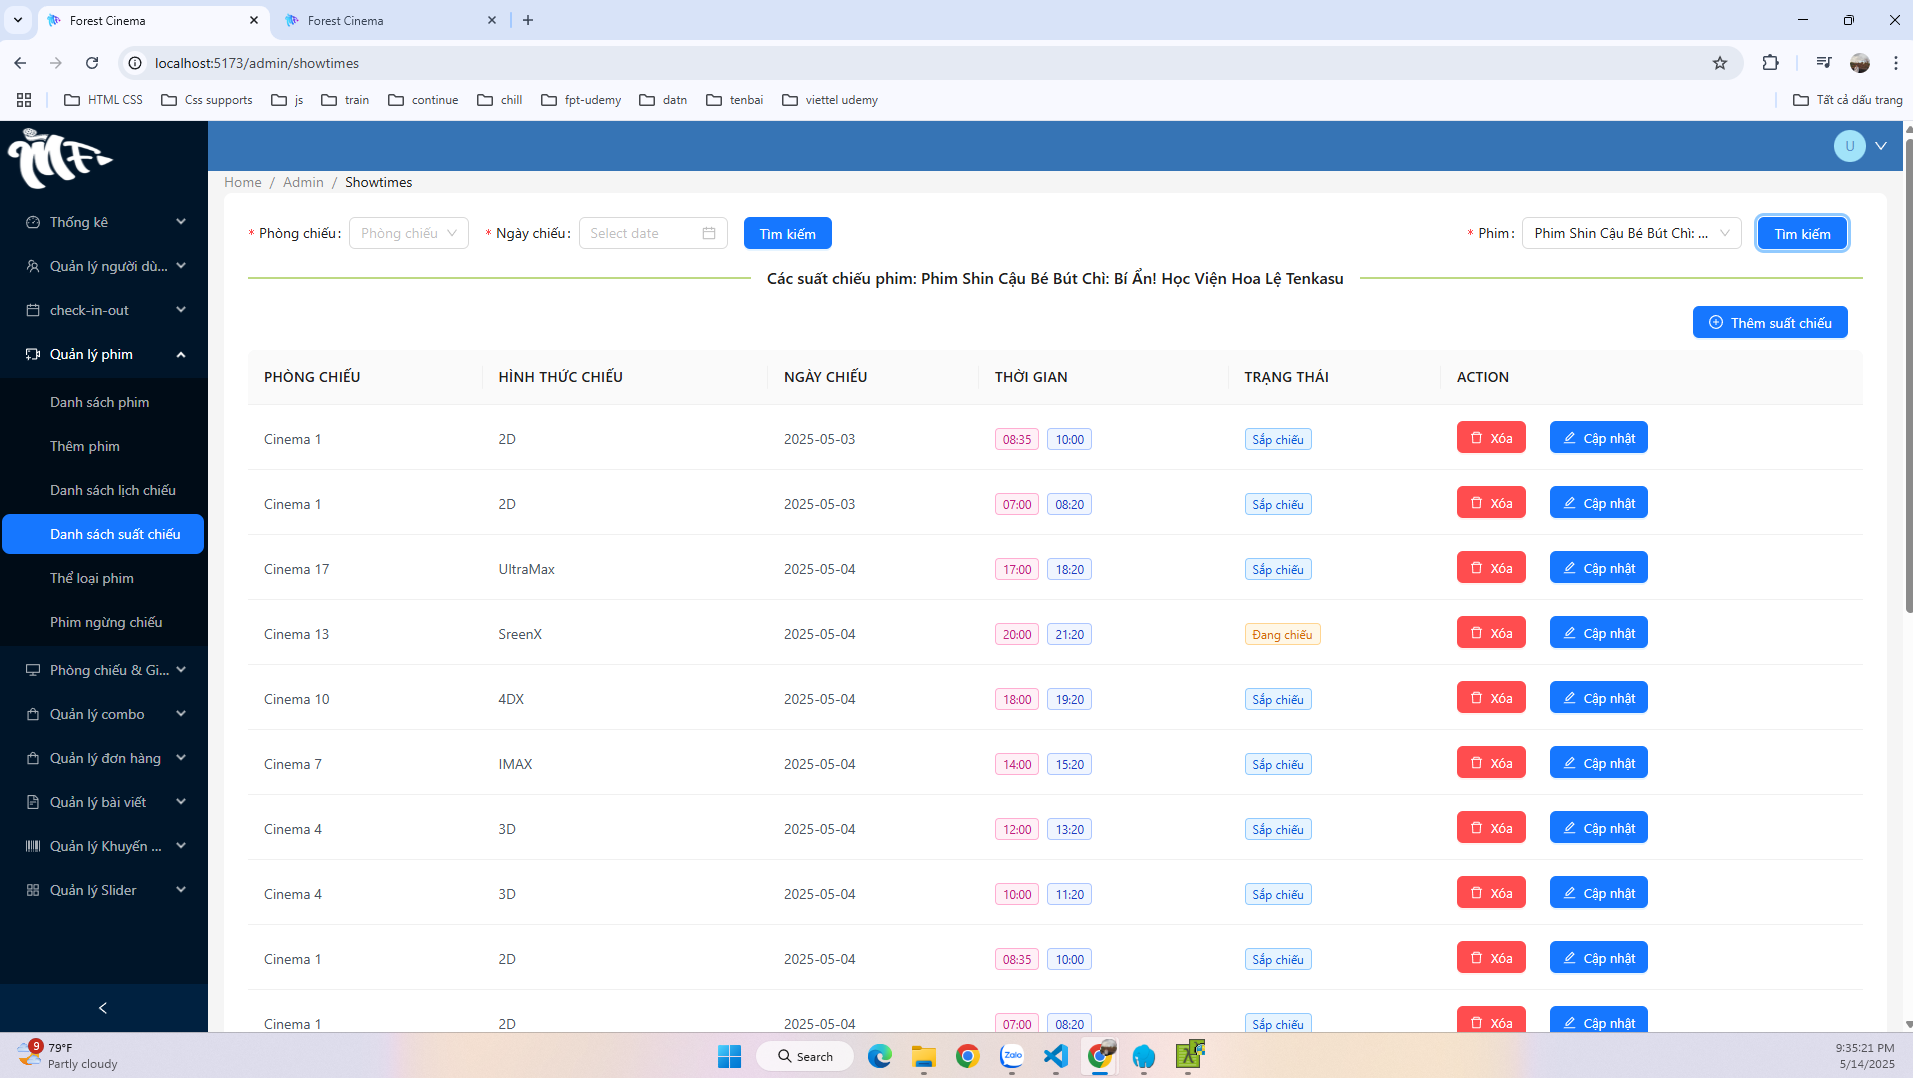 Forest Cinema
Forest Cinema
localhost:5173/admin/showtimes
HTML CSS
Css supports
js
train
continue
chill
fpt-udemy
datn
tenbai
viettel udemy
Tất cả dấu trang
MF
U
Home / Admin / Showtimes
Thống kê
Quản lý người dù...
check-in-out
Quản lý phim
Danh sách phim
Thêm phim
Danh sách lịch chiếu
Danh sách suất chiếu
Thể loại phim
Phim ngừng chiếu
Phòng chiếu & Gi...
Quản lý combo
Quản lý đơn hàng
Quản lý bài viết
Quản lý Khuyến ...
Quản lý Slider
* Phòng chiếu: Phòng chiếu * Ngày chiếu: Select date Tìm kiếm * Phim: Phim Shin Cậu Bé Bút Chì: ... Tìm kiếm
Các suất chiếu phim: Phim Shin Cậu Bé Bút Chì: Bí Ẩn! Học Viện Hoa Lệ Tenkasu
Thêm suất chiếu
PHÒNG CHIẾU HÌNH THỨC CHIẾU NGÀY CHIẾU THỜI GIAN TRẠNG THÁI ACTION
Cinema 1 2D 2025-05-03 08:35 10:00 Sắp chiếu Xóa Cập nhật
Cinema 1 2D 2025-05-03 07:00 08:20 Sắp chiếu Xóa Cập nhật
Cinema 17 UltraMax 2025-05-04 17:00 18:20 Sắp chiếu Xóa Cập nhật
Cinema 13 SreenX 2025-05-04 20:00 21:20 Đang chiếu Xóa Cập nhật
Cinema 10 4DX 2025-05-04 18:00 19:20 Sắp chiếu Xóa Cập nhật
Cinema 7 IMAX 2025-05-04 14:00 15:20 Sắp chiếu Xóa Cập nhật
Cinema 4 3D 2025-05-04 12:00 13:20 Sắp chiếu Xóa Cập nhật
Cinema 4 3D 2025-05-04 10:00 11:20 Sắp chiếu Xóa Cập nhật
Cinema 1 2D 2025-05-04 08:35 10:00 Sắp chiếu Xóa Cập nhật
Cinema 1 2D 2025-05-04 07:00 08:20 Sắp chiếu Xóa Cập nhật
9
79°F
Partly cloudy
Search
Zalo
9:35:21 PM
5/14/2025